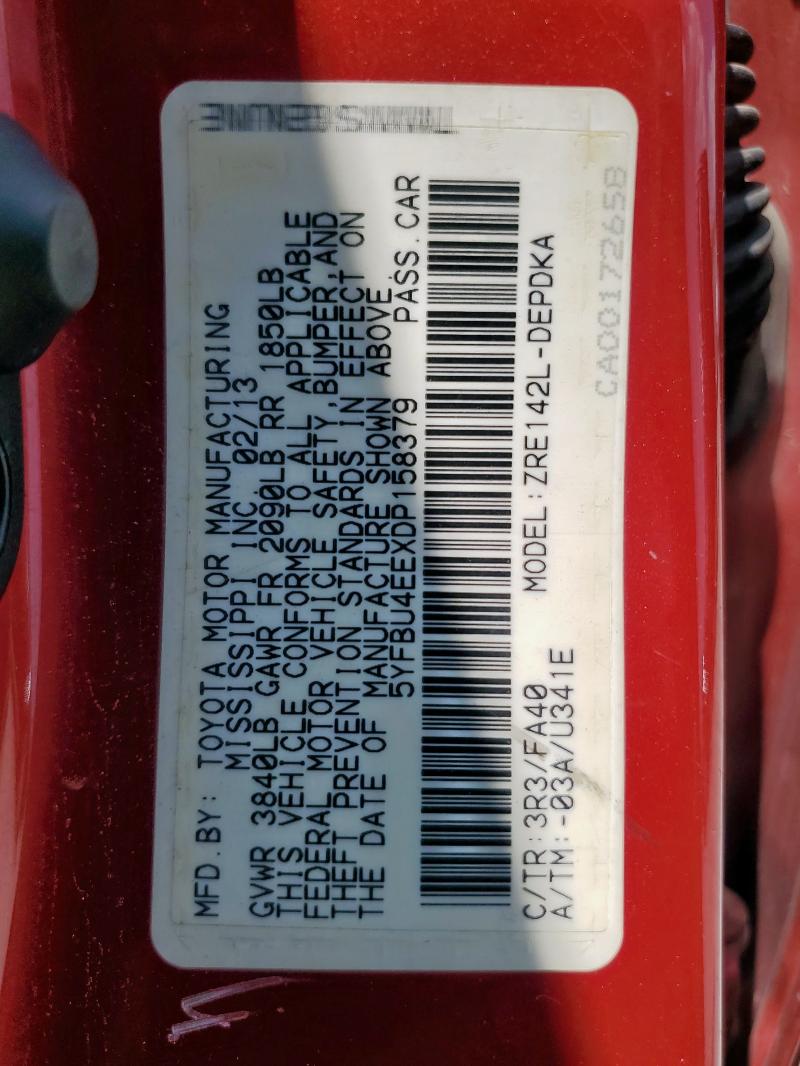 MFD.BY: TOYOTA MOTOR MANUFACTURING
MISSISSIPPI INC. 02/13
GVWR 3840LB GAWR FR 2090LB RR 1850LB
THIS VEHICLE CONFORMS TO ALL APPLICABLE
FEDERAL MOTOR VEHICLE SAFETY,BUMPER,AND
THEFT PREVENTION STANDARDS IN EFFECT ON
THE DATE OF MANUFACTURE SHOWN ABOVE.
5YFBU4EEXDP158379 PASS.CAR
C/TR:3R3/FA40 MODEL:ZRE142L-DEPDKA
A/TM:-03A/U341E
CA00172658